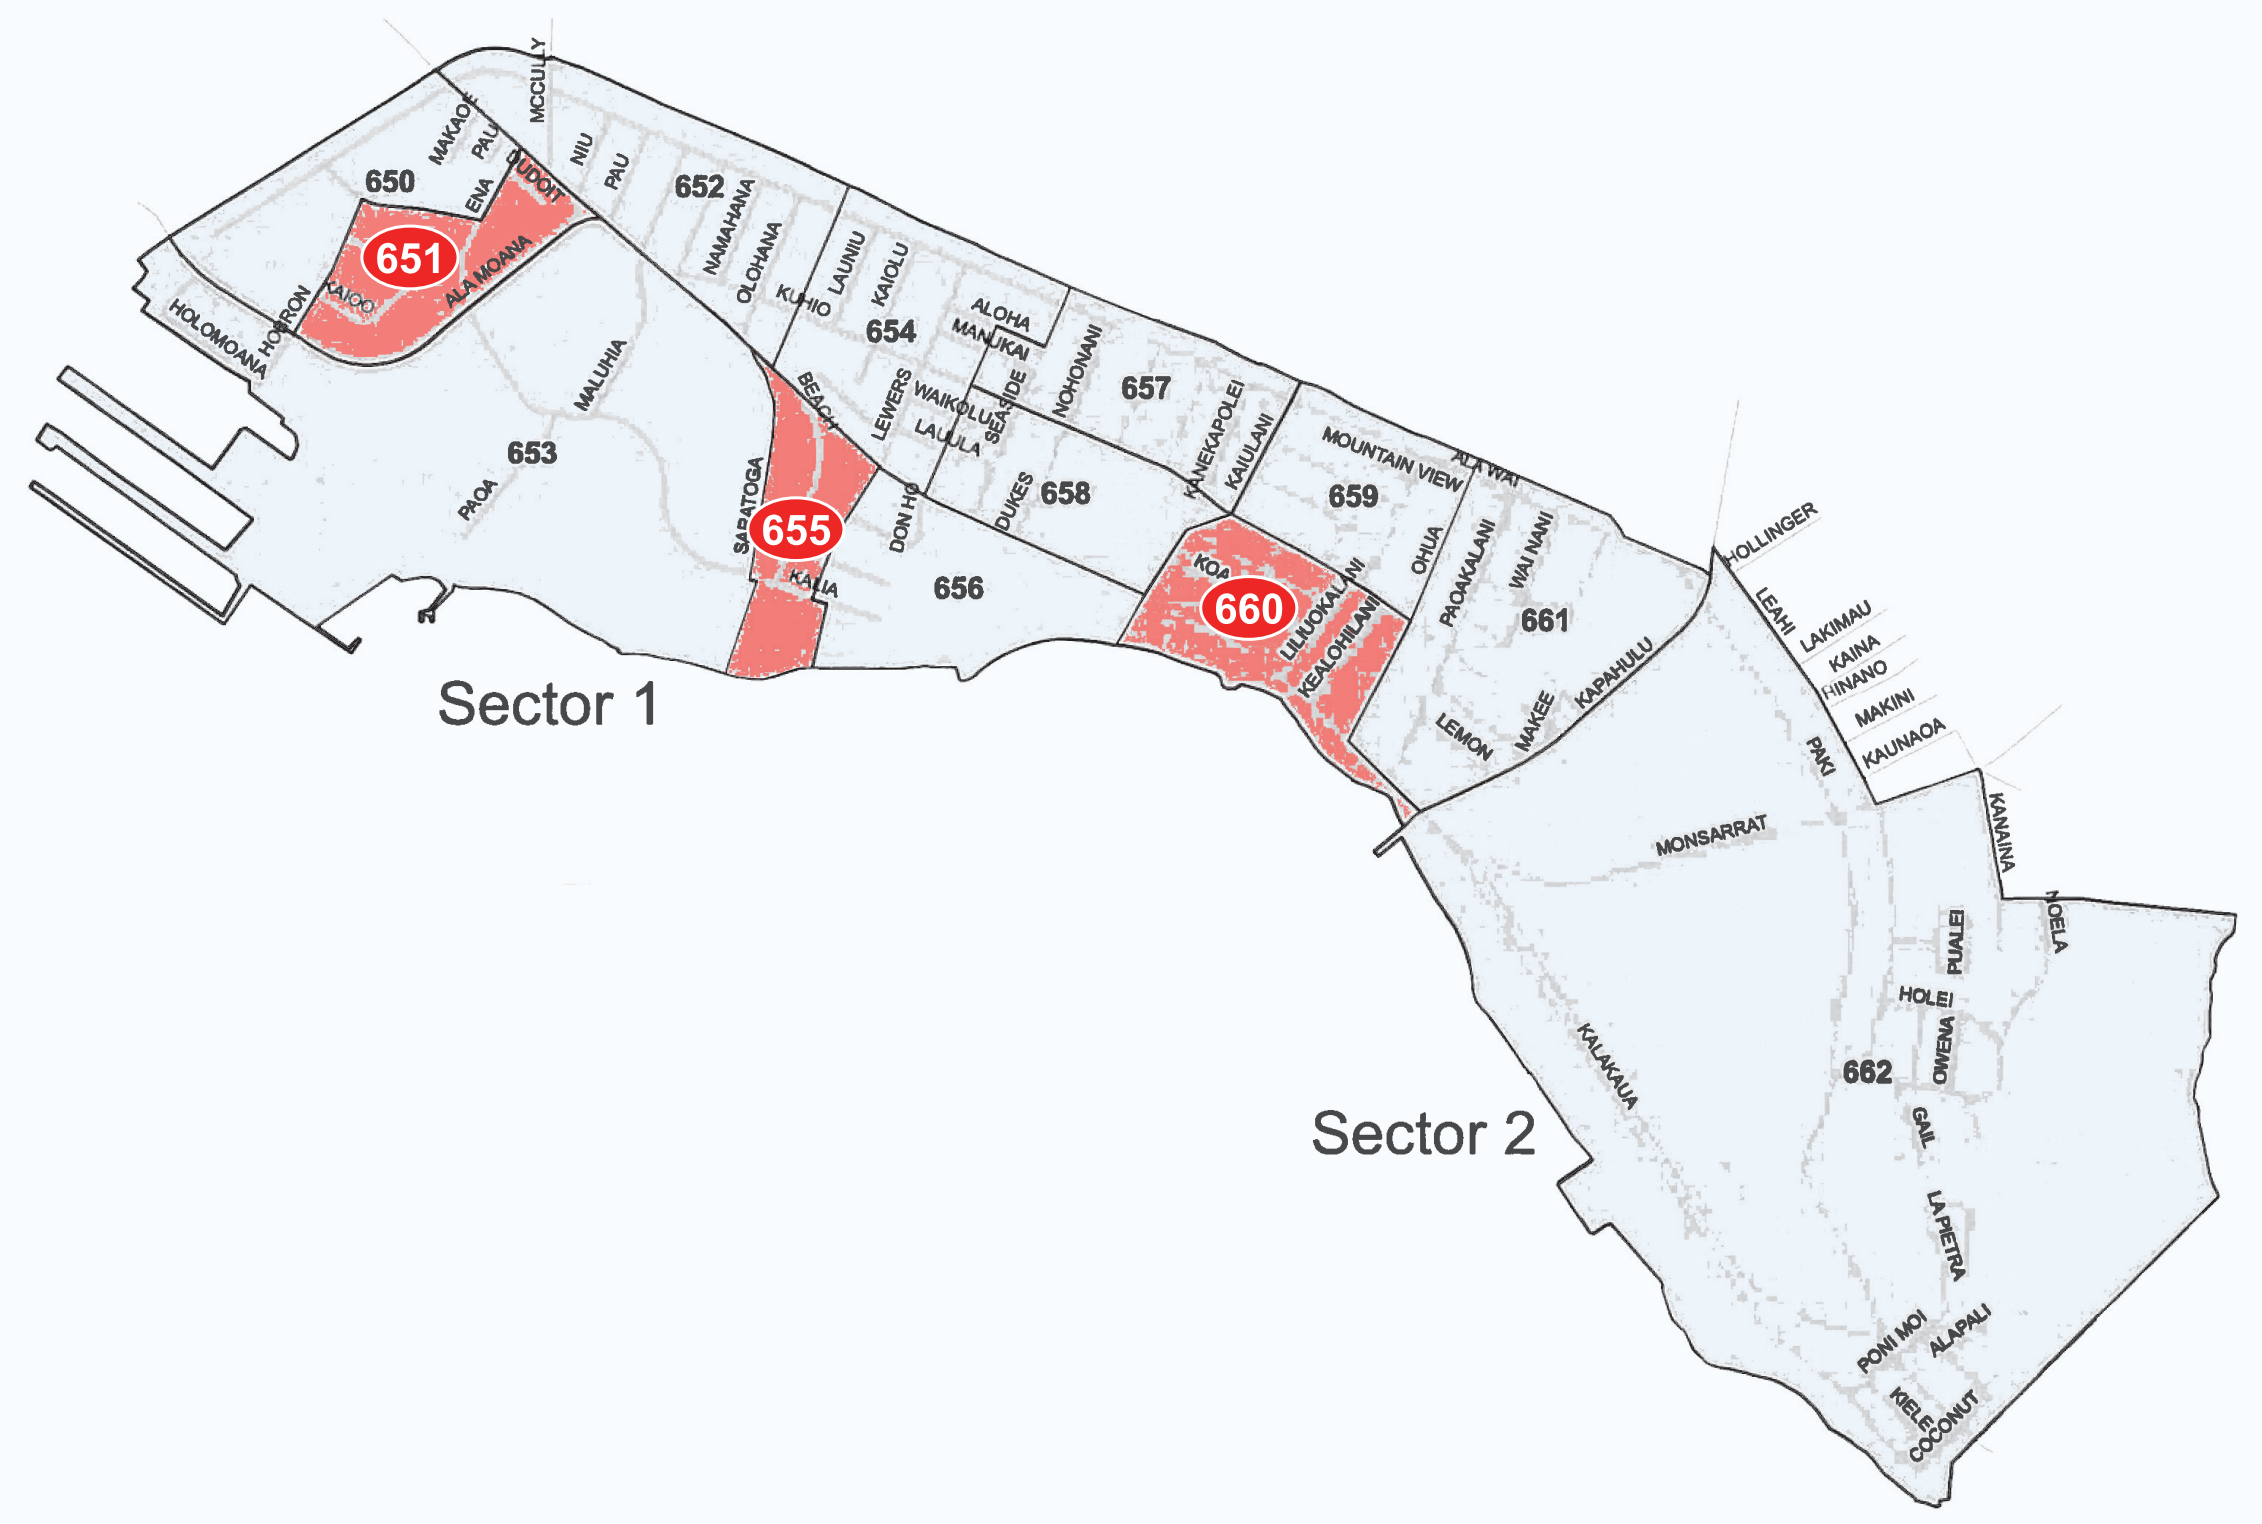 MCCULLY
MAKAOE
PAU
DUDOIT
NIU
PAU
650
ENA
652
NAMAHANA
OLOHANA
651
ALA MOANA
KAIOO
HOBRON
HOLOMOANA
KUHIO
LAUNIU
KAIOLU
654
ALOHA
MANUKAI
NOHONANI
657
MALUHIA
BEACH
LEWERS
WAIKOLU
SEASIDE
LAUULA
KANEKAPOLEI
KAIULANI
653
PAOA
SARATOGA
655
KALIA
DON HO
DUKES
658
656
MOUNTAIN VIEW
ALA WAI
659
OHUA
PAOAKALANI
WAI NANI
661
KOA
660
LILIUOKALANI
KEALOHILANI
LEMON
MAKEE
KAPAHULU
HOLLINGER
LEAHI
LAKIMAU
KAINA
HINANO
MAKINI
KAUNAOA
PAKI
Sector 1
MONSARRAT
KANAINA
NOELA
PUALEI
HOLEI
OWENA
662
KALAKAUA
GAIL
Sector 2
LA PIETRA
PONI MOI
ALAPALI
KIELE
COCONUT